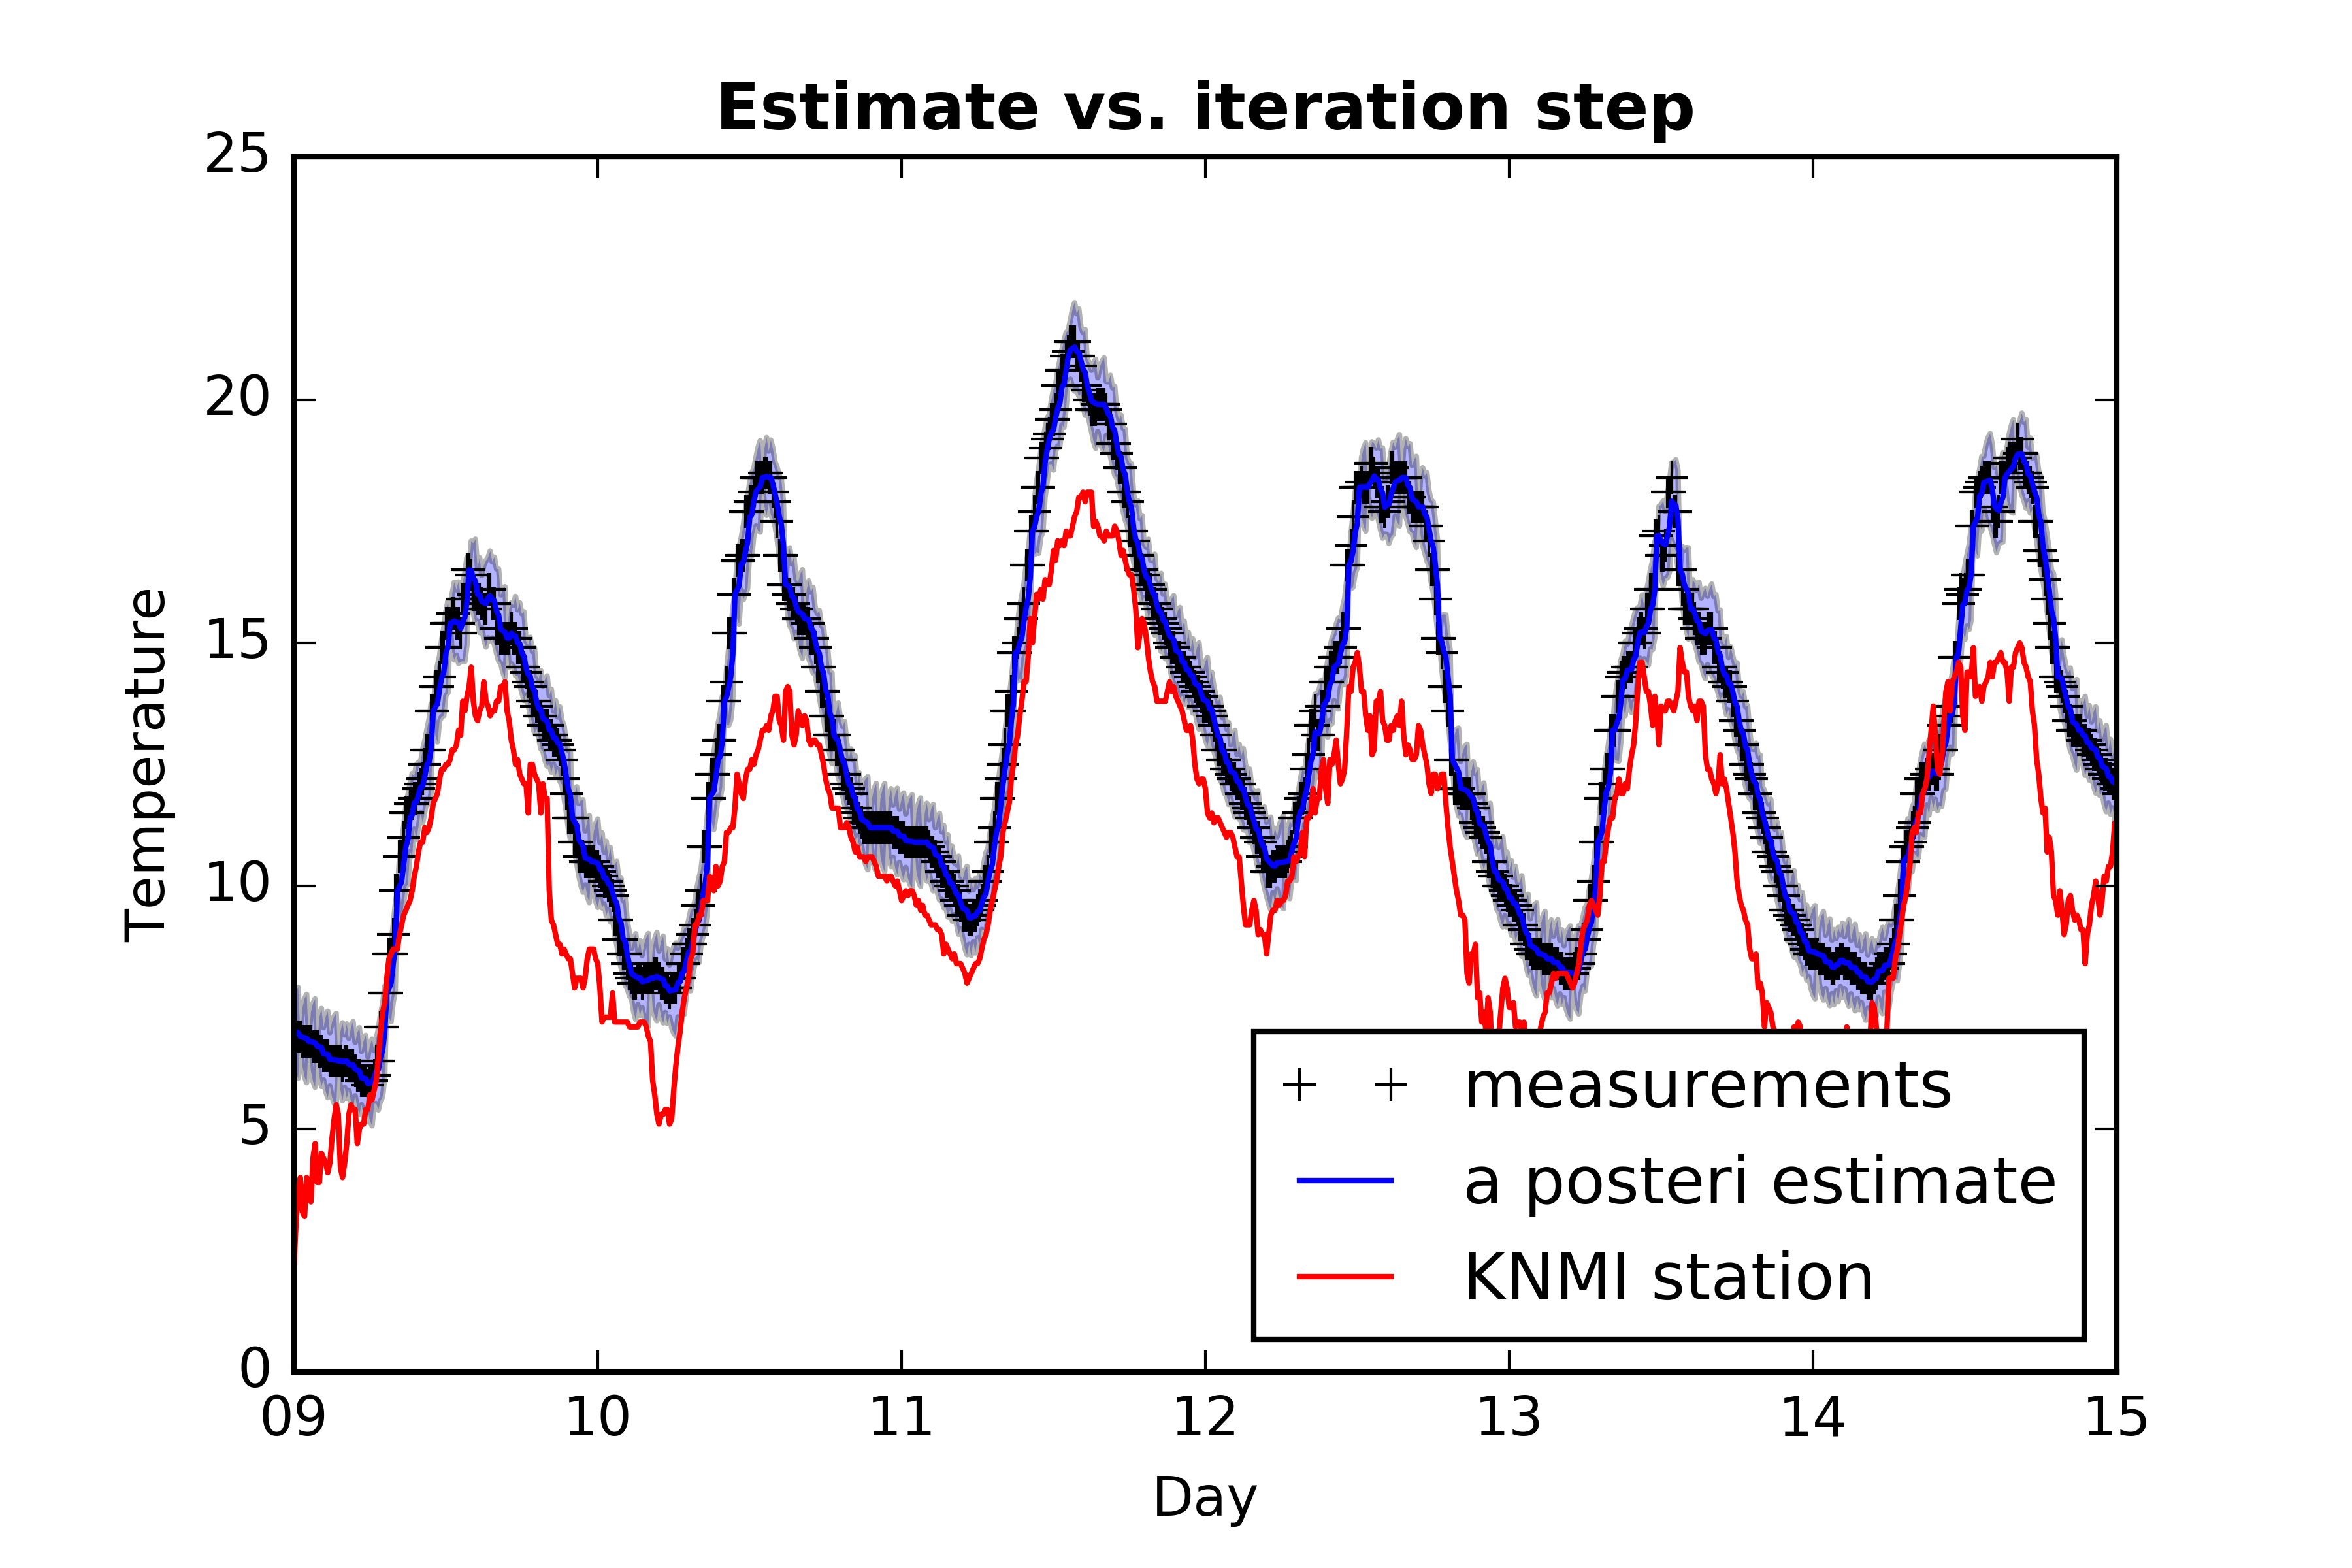 Estimate vs. iteration step
25
20
15
10
5
0
Temperature
09 10 11 12 13 14 15
Day
measurements
a posteri estimate
KNMI station